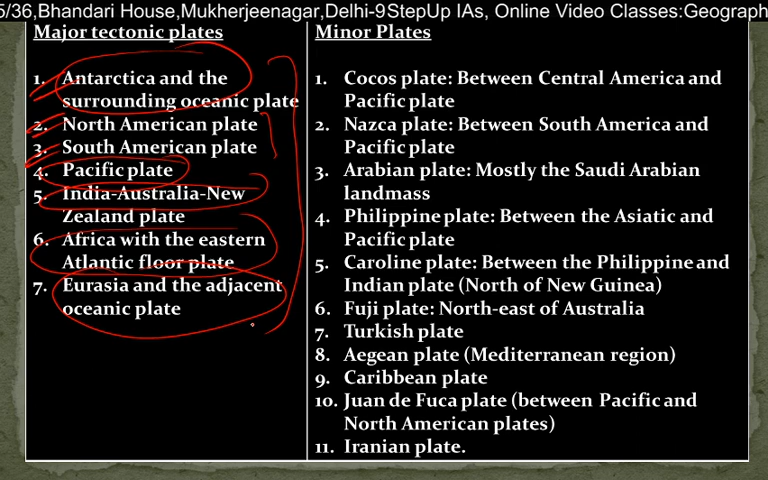 5/36,Bhandari House,Mukherjeenagar,Delhi-9StepUp IAs, Online Video Classes:Geograph
Major tectonic plates
1. Antarctica and the
surrounding oceanic plate
2. North American plate
3. South American plate
4. Pacific plate
5. India-Australia-New
Zealand plate
6. Africa with the eastern
Atlantic floor plate
7. Eurasia and the adjacent
oceanic plate
Minor Plates
1. Cocos plate: Between Central America and
Pacific plate
2. Nazca plate: Between South America and
Pacific plate
3. Arabian plate: Mostly the Saudi Arabian
landmass
4. Philippine plate: Between the Asiatic and
Pacific plate
5. Caroline plate: Between the Philippine and
Indian plate (North of New Guinea)
6. Fuji plate: North-east of Australia
7. Turkish plate
8. Aegean plate (Mediterranean region)
9. Caribbean plate
10. Juan de Fuca plate (between Pacific and
North American plates)
11. Iranian plate.